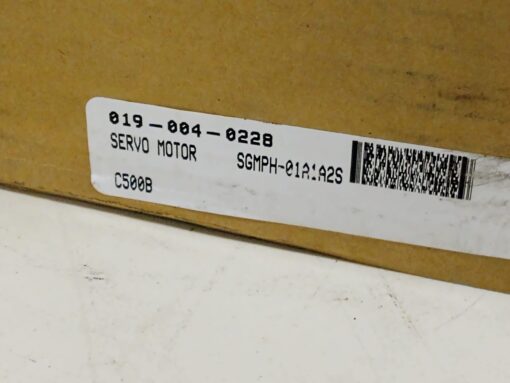 019-004-0228
SERVO MOTOR SGMPH-01A1A2S
C500B